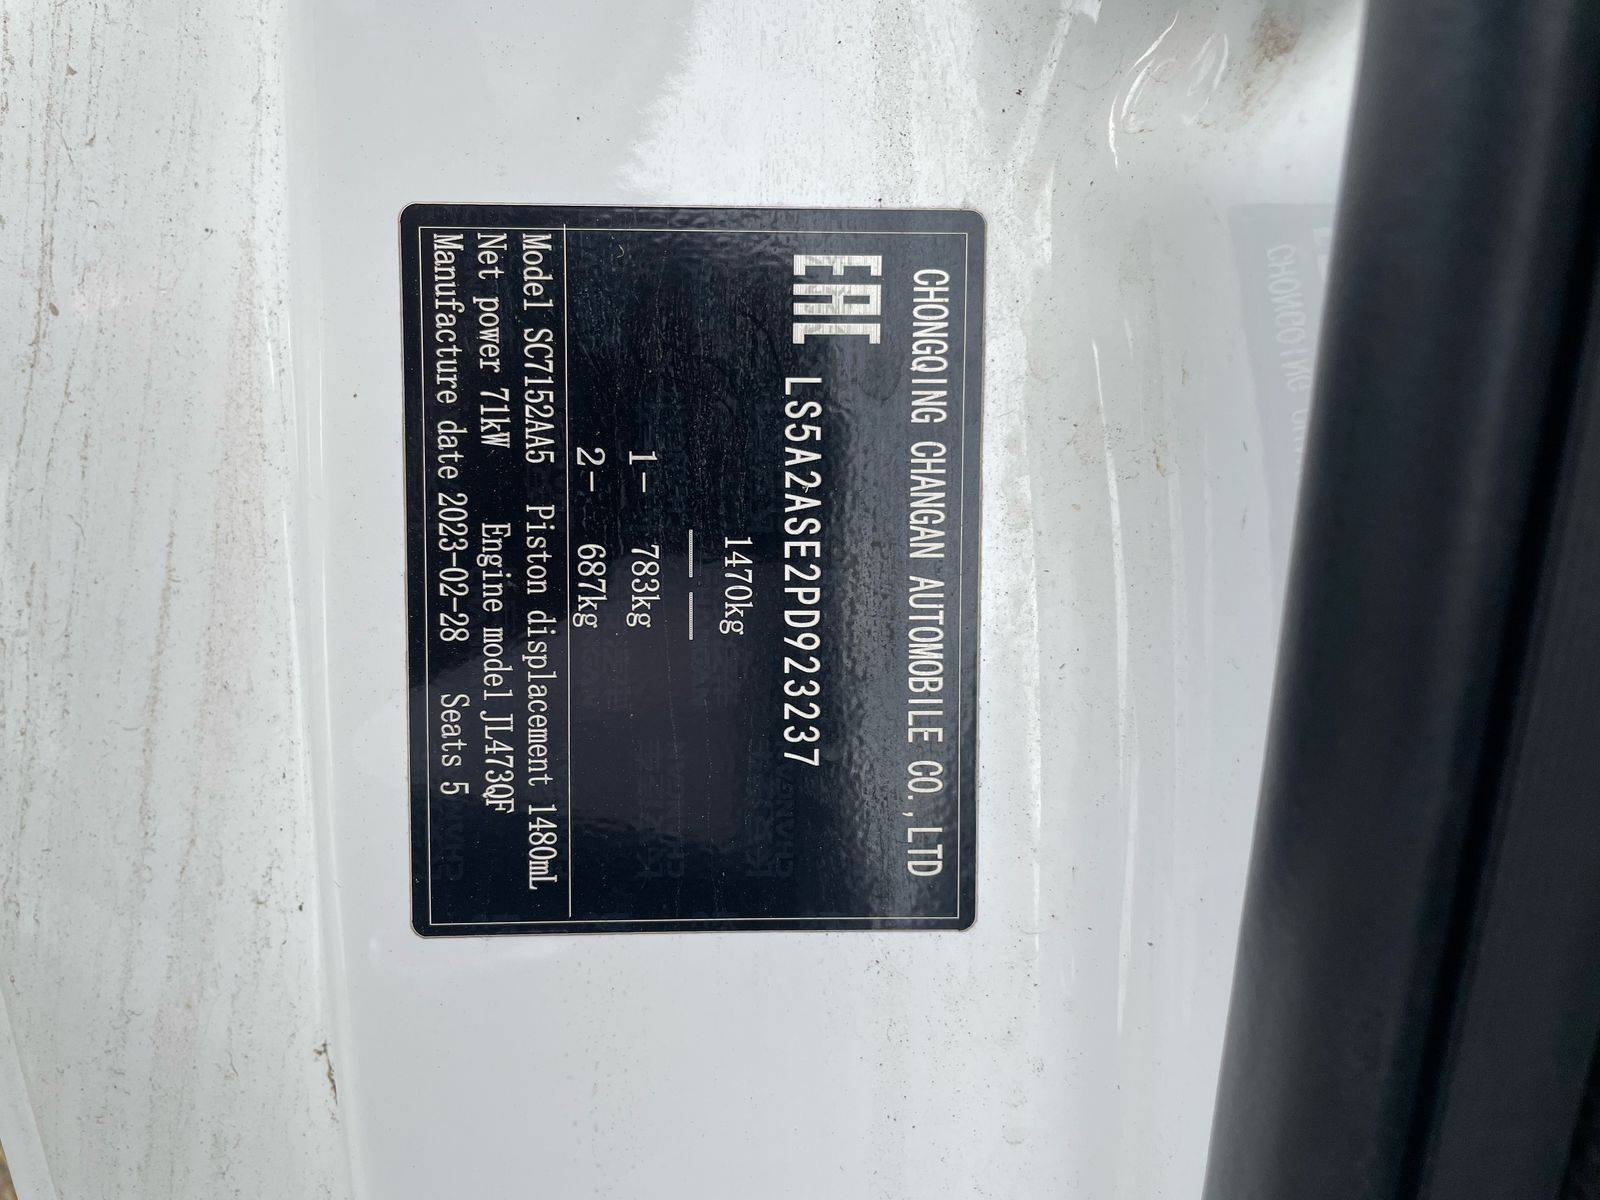 CHONGQING CHANGAN AUTOMOBILE CO.,LTD
EAC LS5A2ASE2PD923237
1470kg
— —
1- 783kg
2- 687kg
Model SC7152AA5 Piston displacement 1480mL
Net power 71kW Engine model JL473QF
Manufacture date 2023-02-28 Seats 5